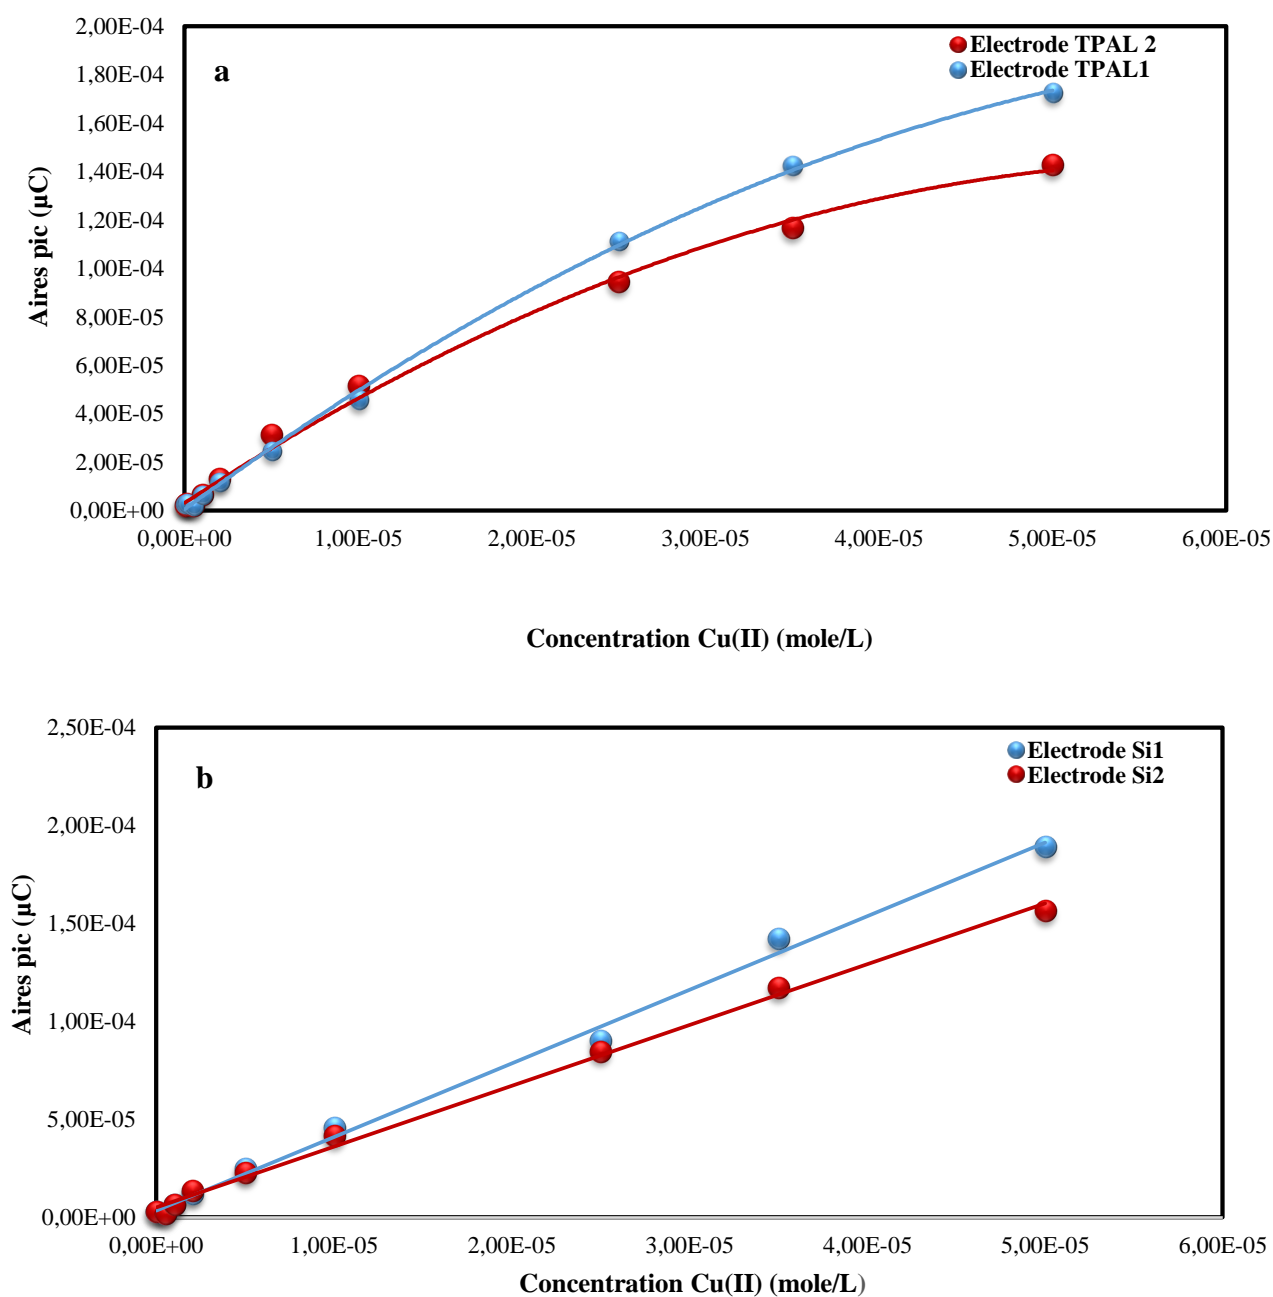 2,00E-04
1,80E-04
1,60E-04
1,40E-04
1,20E-04
1,00E-04
8,00E-05
6,00E-05
4,00E-05
2,00E-05
0,00E+00
Aires pic (µC)
a
Electrode TPAL 2
Electrode TPAL1
0,00E+00 1,00E-05 2,00E-05 3,00E-05 4,00E-05 5,00E-05 6,00E-05
Concentration Cu(II) (mole/L)
2,50E-04
2,00E-04
1,50E-04
1,00E-04
5,00E-05
0,00E+00
Aires pic (µC)
b
Electrode Si1
Electrode Si2
0,00E+00 1,00E-05 2,00E-05 3,00E-05 4,00E-05 5,00E-05 6,00E-05
Concentration Cu(II) (mole/L)